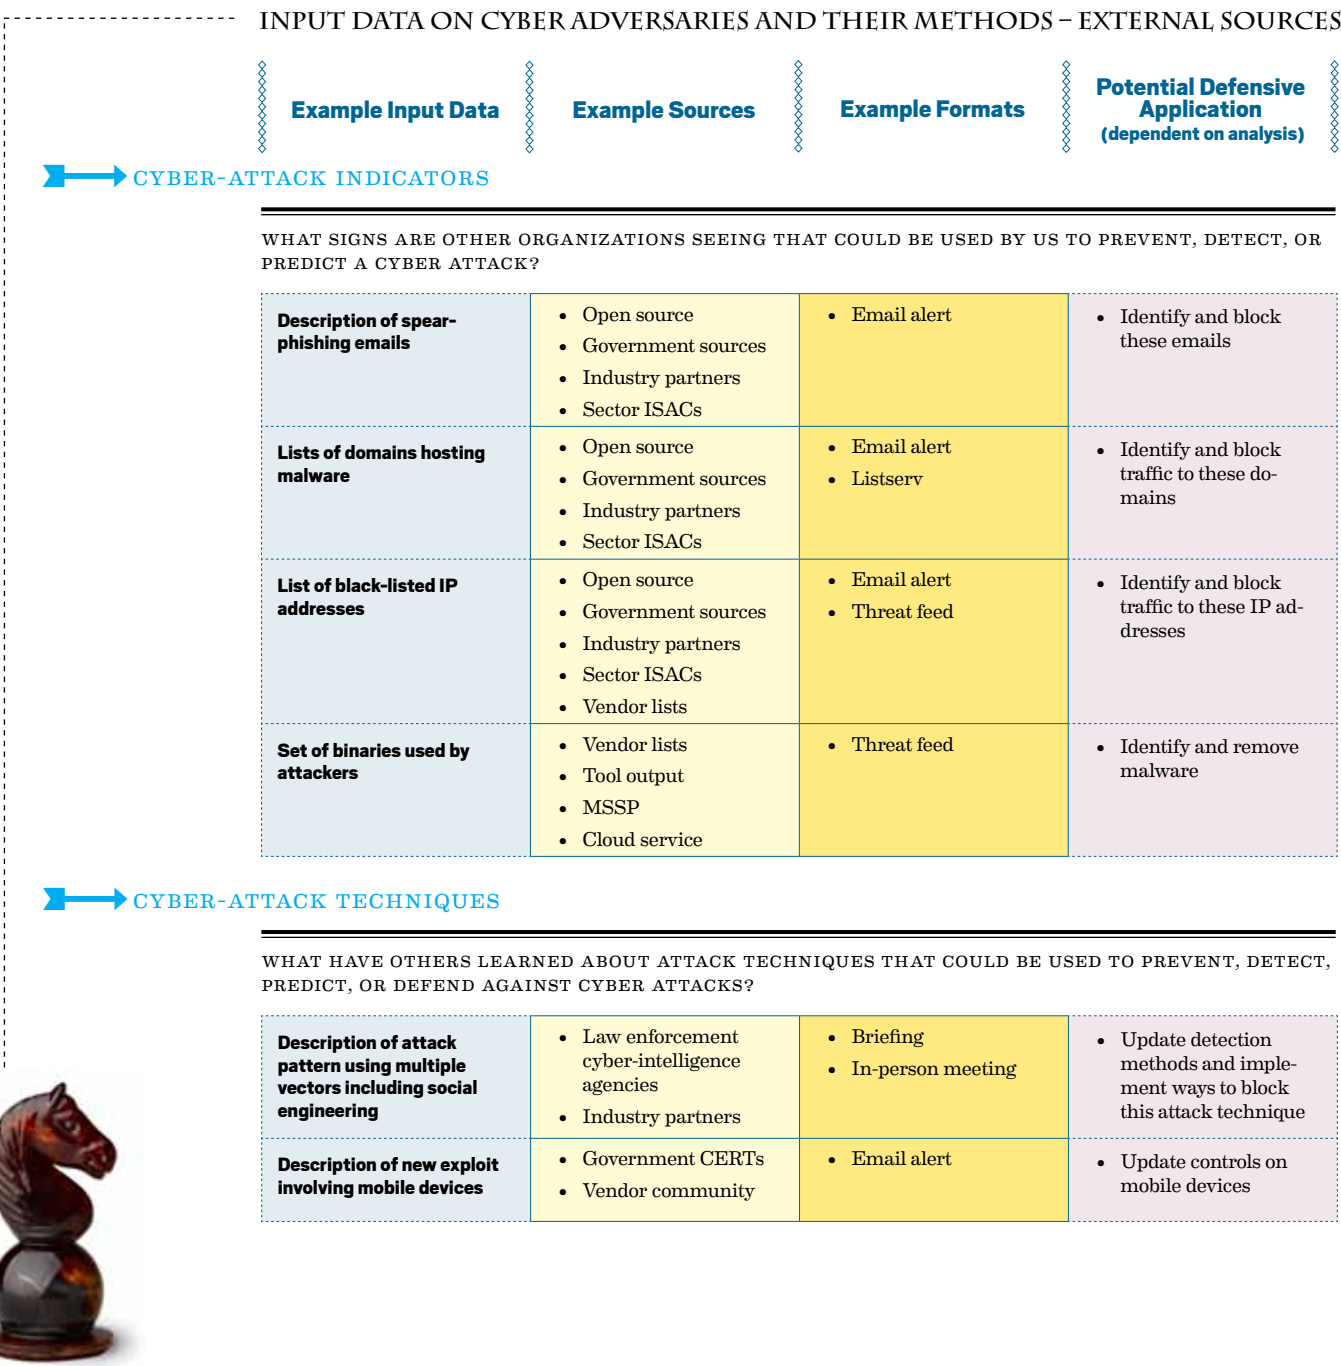 INPUT DATA ON CYBER ADVERSARIES AND THEIR METHODS – EXTERNAL SOURCES
Example Input Data
Example Sources
Example Formats
Potential Defensive
Application
(dependent on analysis)
CYBER-ATTACK INDICATORS
WHAT SIGNS ARE OTHER ORGANIZATIONS SEEING THAT COULD BE USED BY US TO PREVENT, DETECT, OR
PREDICT A CYBER ATTACK?
Description of spear-
phishing emails
• Open source
• Government sources
• Industry partners
• Sector ISACs
• Email alert
• Identify and block
these emails
Lists of domains hosting
malware
• Open source
• Government sources
• Industry partners
• Sector ISACs
• Email alert
• Listserv
• Identify and block
traffic to these do-
mains
List of black-listed IP
addresses
• Open source
• Government sources
• Industry partners
• Sector ISACs
• Vendor lists
• Email alert
• Threat feed
• Identify and block
traffic to these IP ad-
dresses
Set of binaries used by
attackers
• Vendor lists
• Tool output
• MSSP
• Cloud service
• Threat feed
• Identify and remove
malware
CYBER-ATTACK TECHNIQUES
WHAT HAVE OTHERS LEARNED ABOUT ATTACK TECHNIQUES THAT COULD BE USED TO PREVENT, DETECT,
PREDICT, OR DEFEND AGAINST CYBER ATTACKS?
Description of attack
pattern using multiple
vectors including social
engineering
• Law enforcement
cyber-intelligence
agencies
• Industry partners
• Briefing
• In-person meeting
• Update detection
methods and imple-
ment ways to block
this attack technique
Description of new exploit
involving mobile devices
• Government CERTs
• Vendor community
• Email alert
• Update controls on
mobile devices